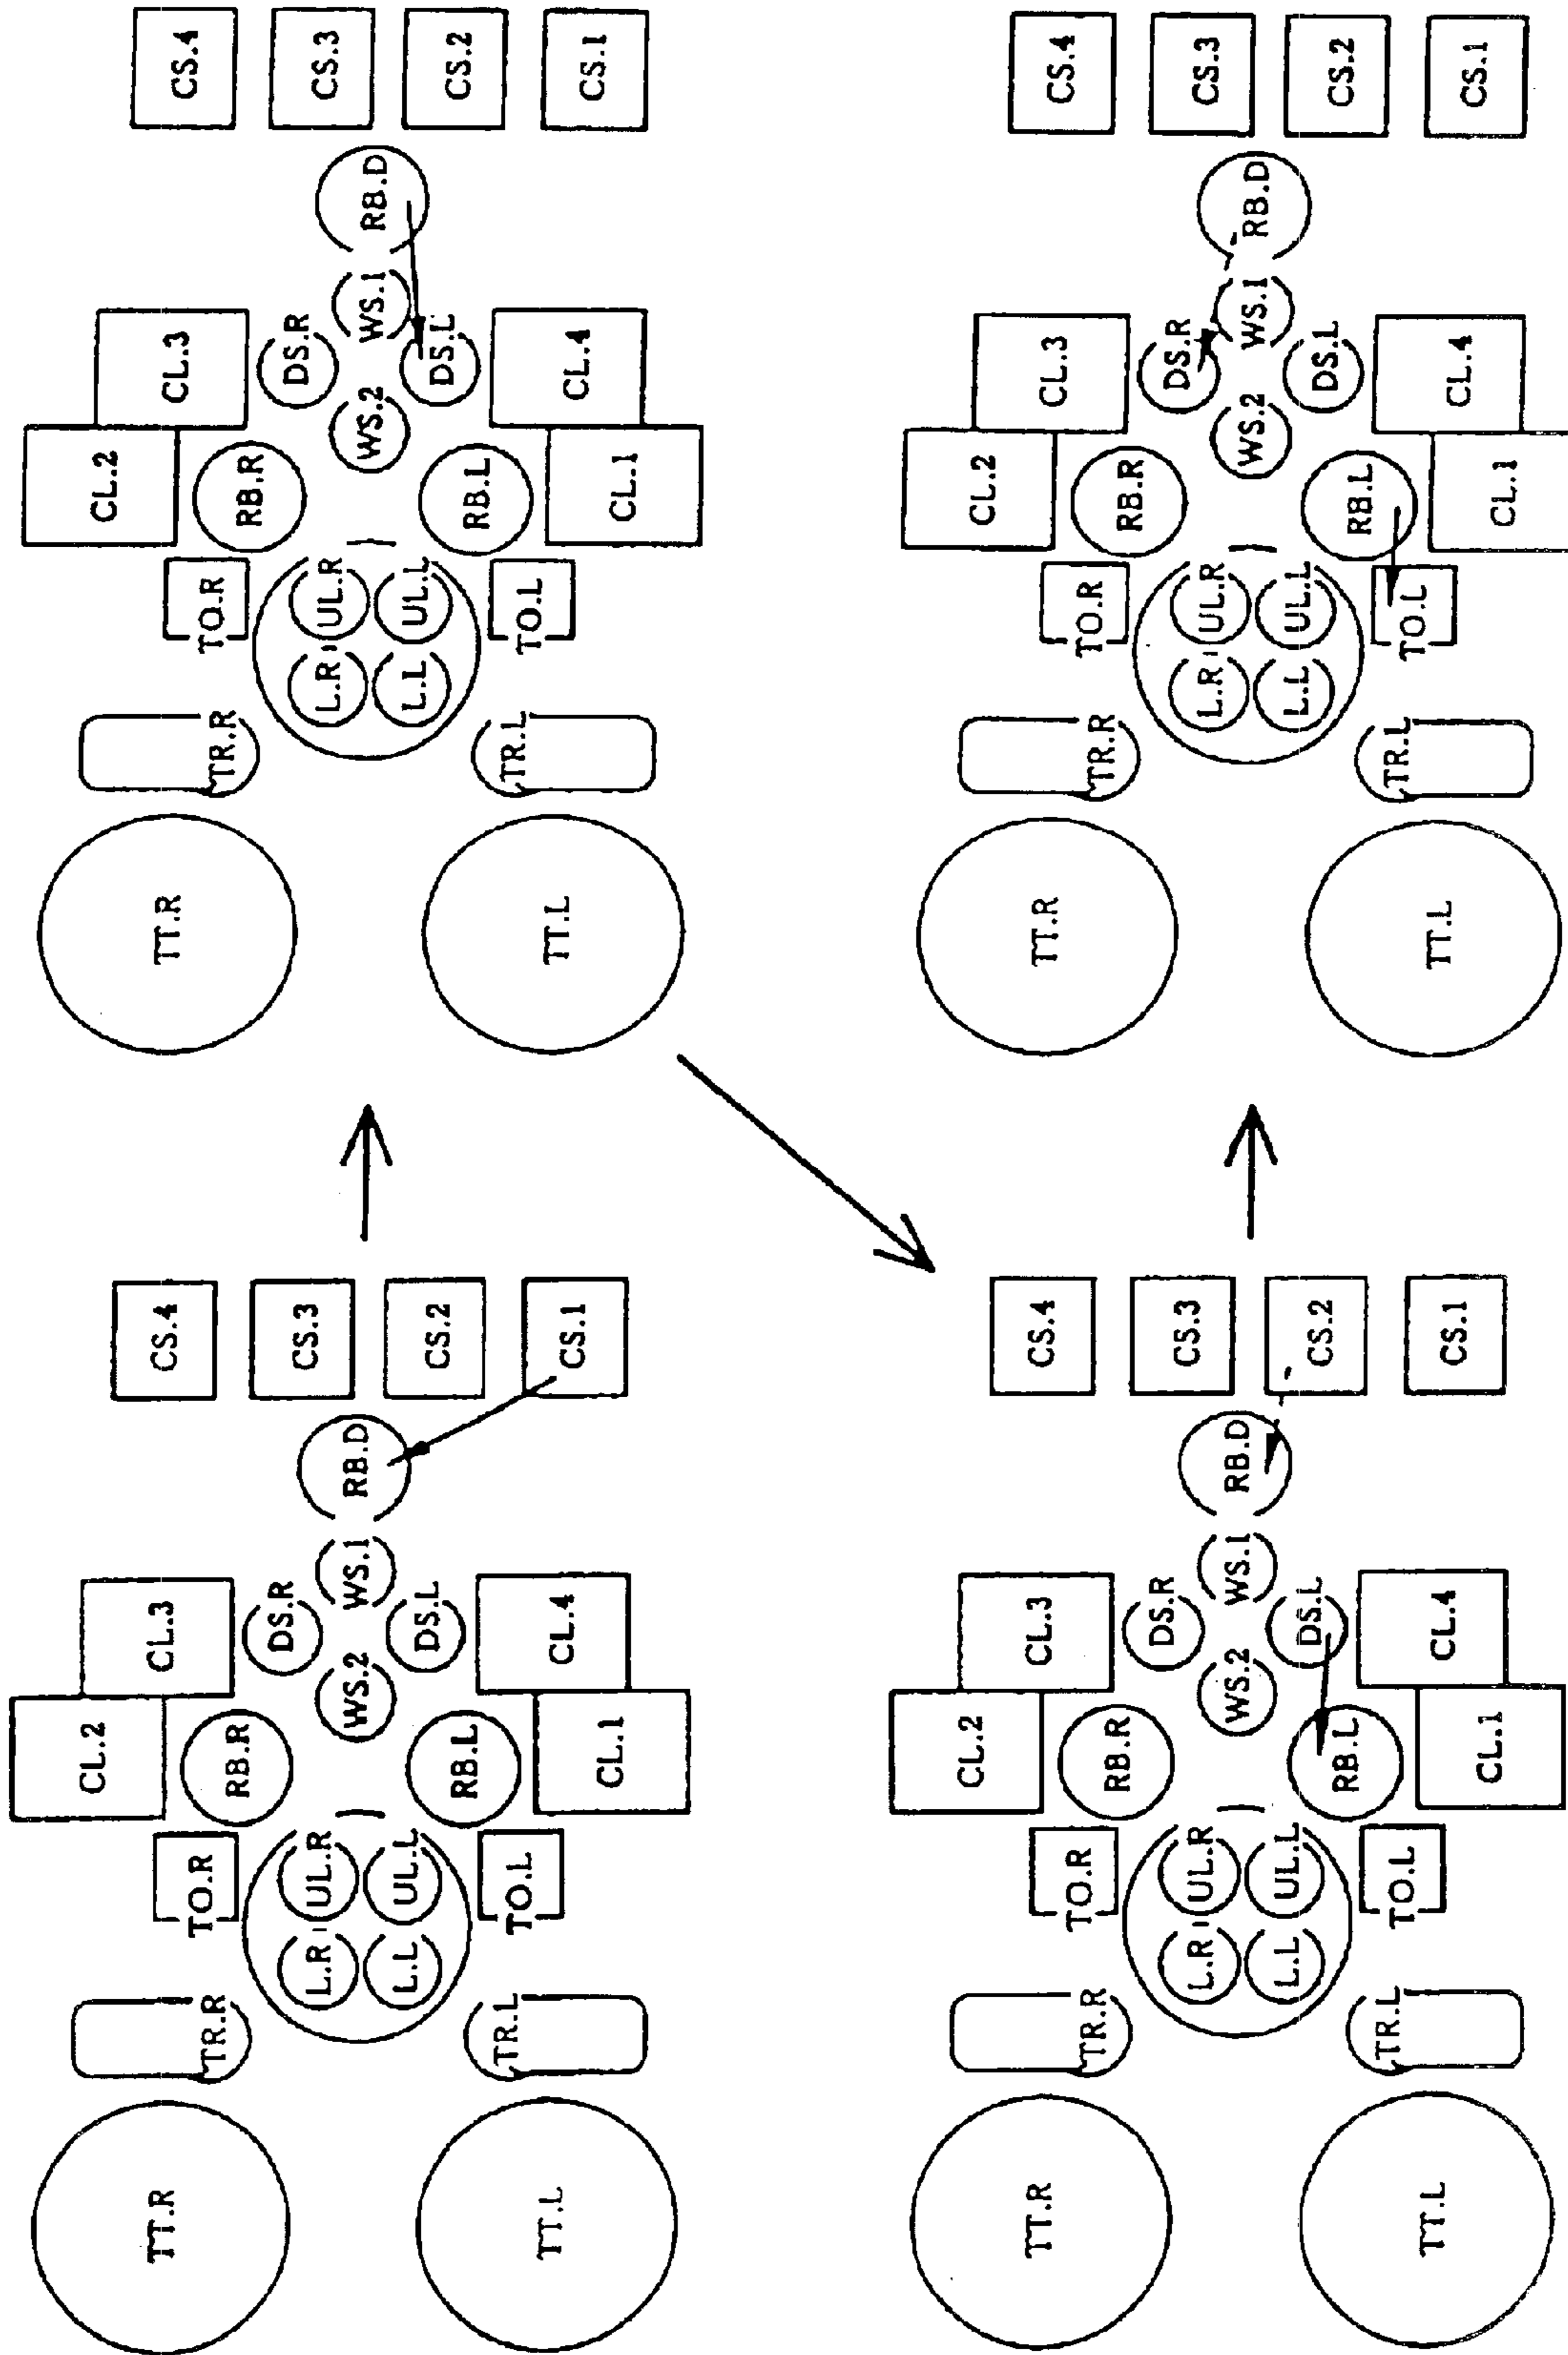 TT.R
TT.L
TR.R
TR.L
L.R
L.L
UL.R
UL.L
TO.R
TO.L
RB.R
RB.L
CL.2
CL.1
WS.2
DS.R
DS.L
CL.3
CL.4
WS.1
RB.D
CS.4
CS.3
CS.2
CS.1
TT.R
TT.L
TR.R
TR.L
L.R
L.L
UL.R
UL.L
TO.R
TO.L
RB.R
RB.L
CL.2
CL.1
WS.2
DS.R
DS.L
CL.3
CL.4
WS.1
RB.D
CS.4
CS.3
CS.2
CS.1
TT.R
TT.L
TR.R
TR.L
L.R
L.L
UL.R
UL.L
TO.R
TO.L
RB.R
RB.L
CL.2
CL.1
WS.2
DS.R
DS.L
CL.3
CL.4
WS.1
RB.D
CS.4
CS.3
CS.2
CS.1
TT.R
TT.L
TR.R
TR.L
L.R
L.L
UL.R
UL.L
TO.R
TO.L
RB.R
RB.L
CL.2
CL.1
WS.2
DS.R
DS.L
CL.3
CL.4
WS.1
RB.D
CS.4
CS.3
CS.2
CS.1